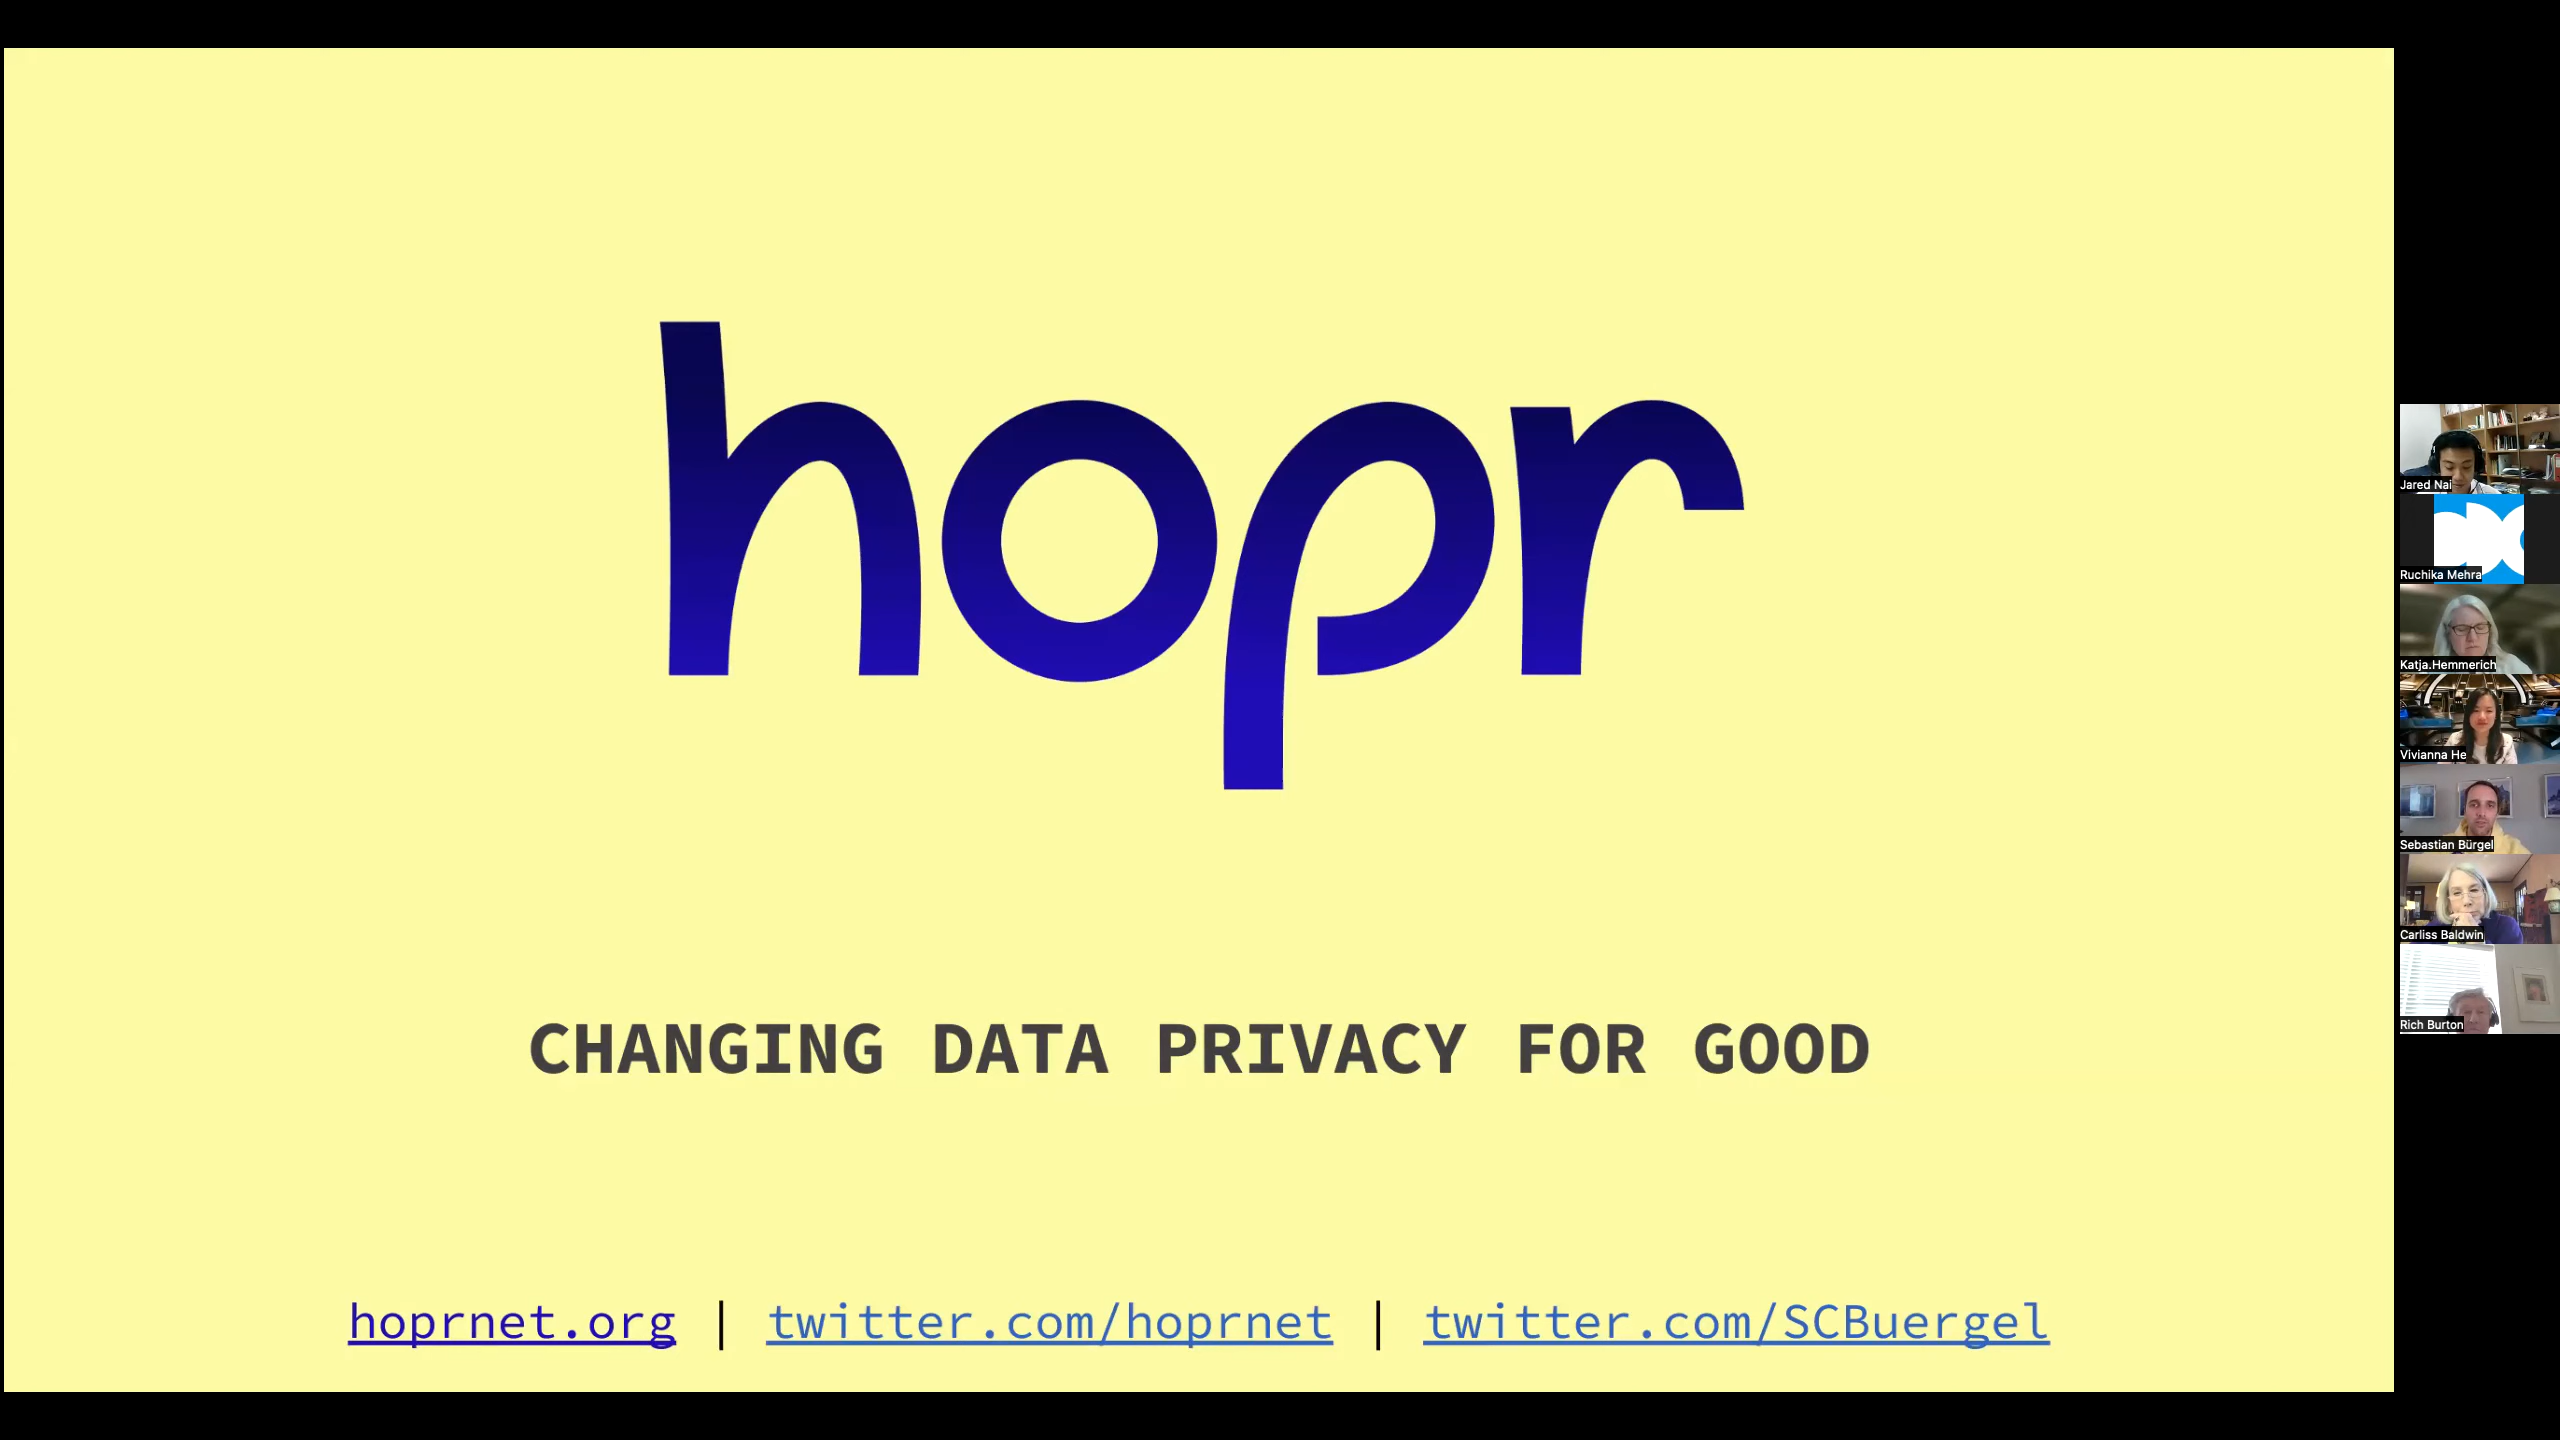 hopr
CHANGING DATA PRIVACY FOR GOOD
hoprnet.org | twitter.com/hoprnet | twitter.com/SCBuergel
Jared Nai
Ruchika Mehra
Katja.Hemmerich
Vivianna He
Sebastian Bürgel
Carliss Baldwin
Rich Burton